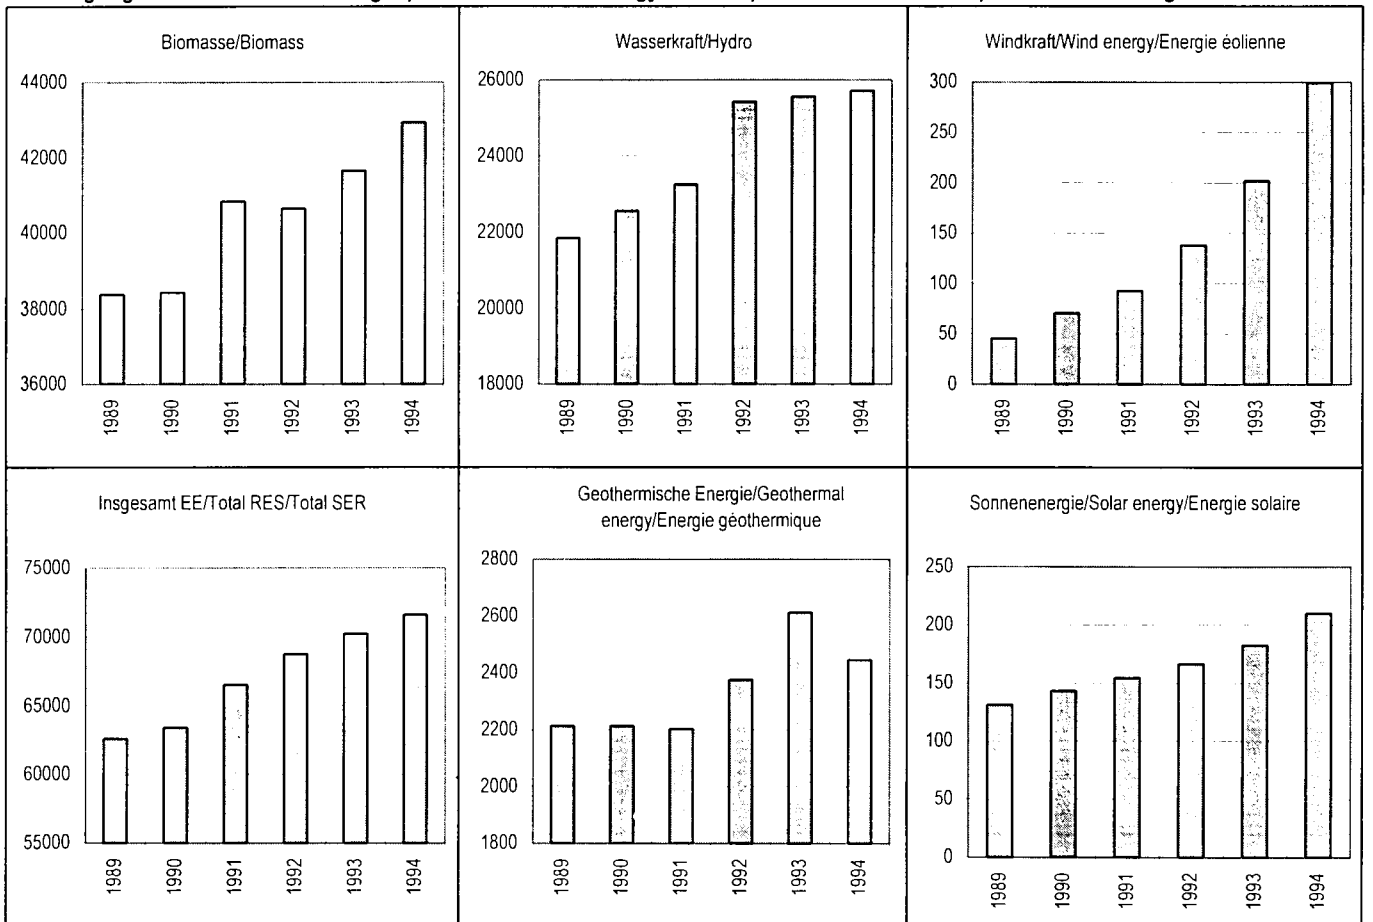 Biomasse/Biomass
44000
42000
40000
38000
36000
1989 1990 1991 1992 1993 1994
Wasserkraft/Hydro
26000
24000
22000
20000
18000
1989 1990 1991 1992 1993 1994
Windkraft/Wind energy/Energie éolienne
300
250
200
150
100
50
0
1989 1990 1991 1992 1993 1994
Insgesamt EE/Total RES/Total SER
75000
70000
65000
60000
55000
1989 1990 1991 1992 1993 1994
Geothermische Energie/Geothermal
energy/Energie géothermique
2800
2600
2400
2200
2000
1800
1989 1990 1991 1992 1993 1994
Sonnenenergie/Solar energy/Energie solaire
250
200
150
100
50
0
1989 1990 1991 1992 1993 1994